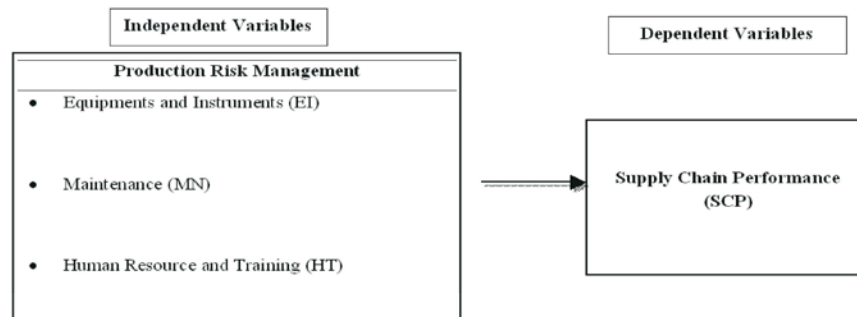 Independent Variables
Dependent Variables
Production Risk Management
• Equipments and Instruments (EI)
• Maintenance (MN)
• Human Resource and Training (HT)
Supply Chain Performance
(SCP)